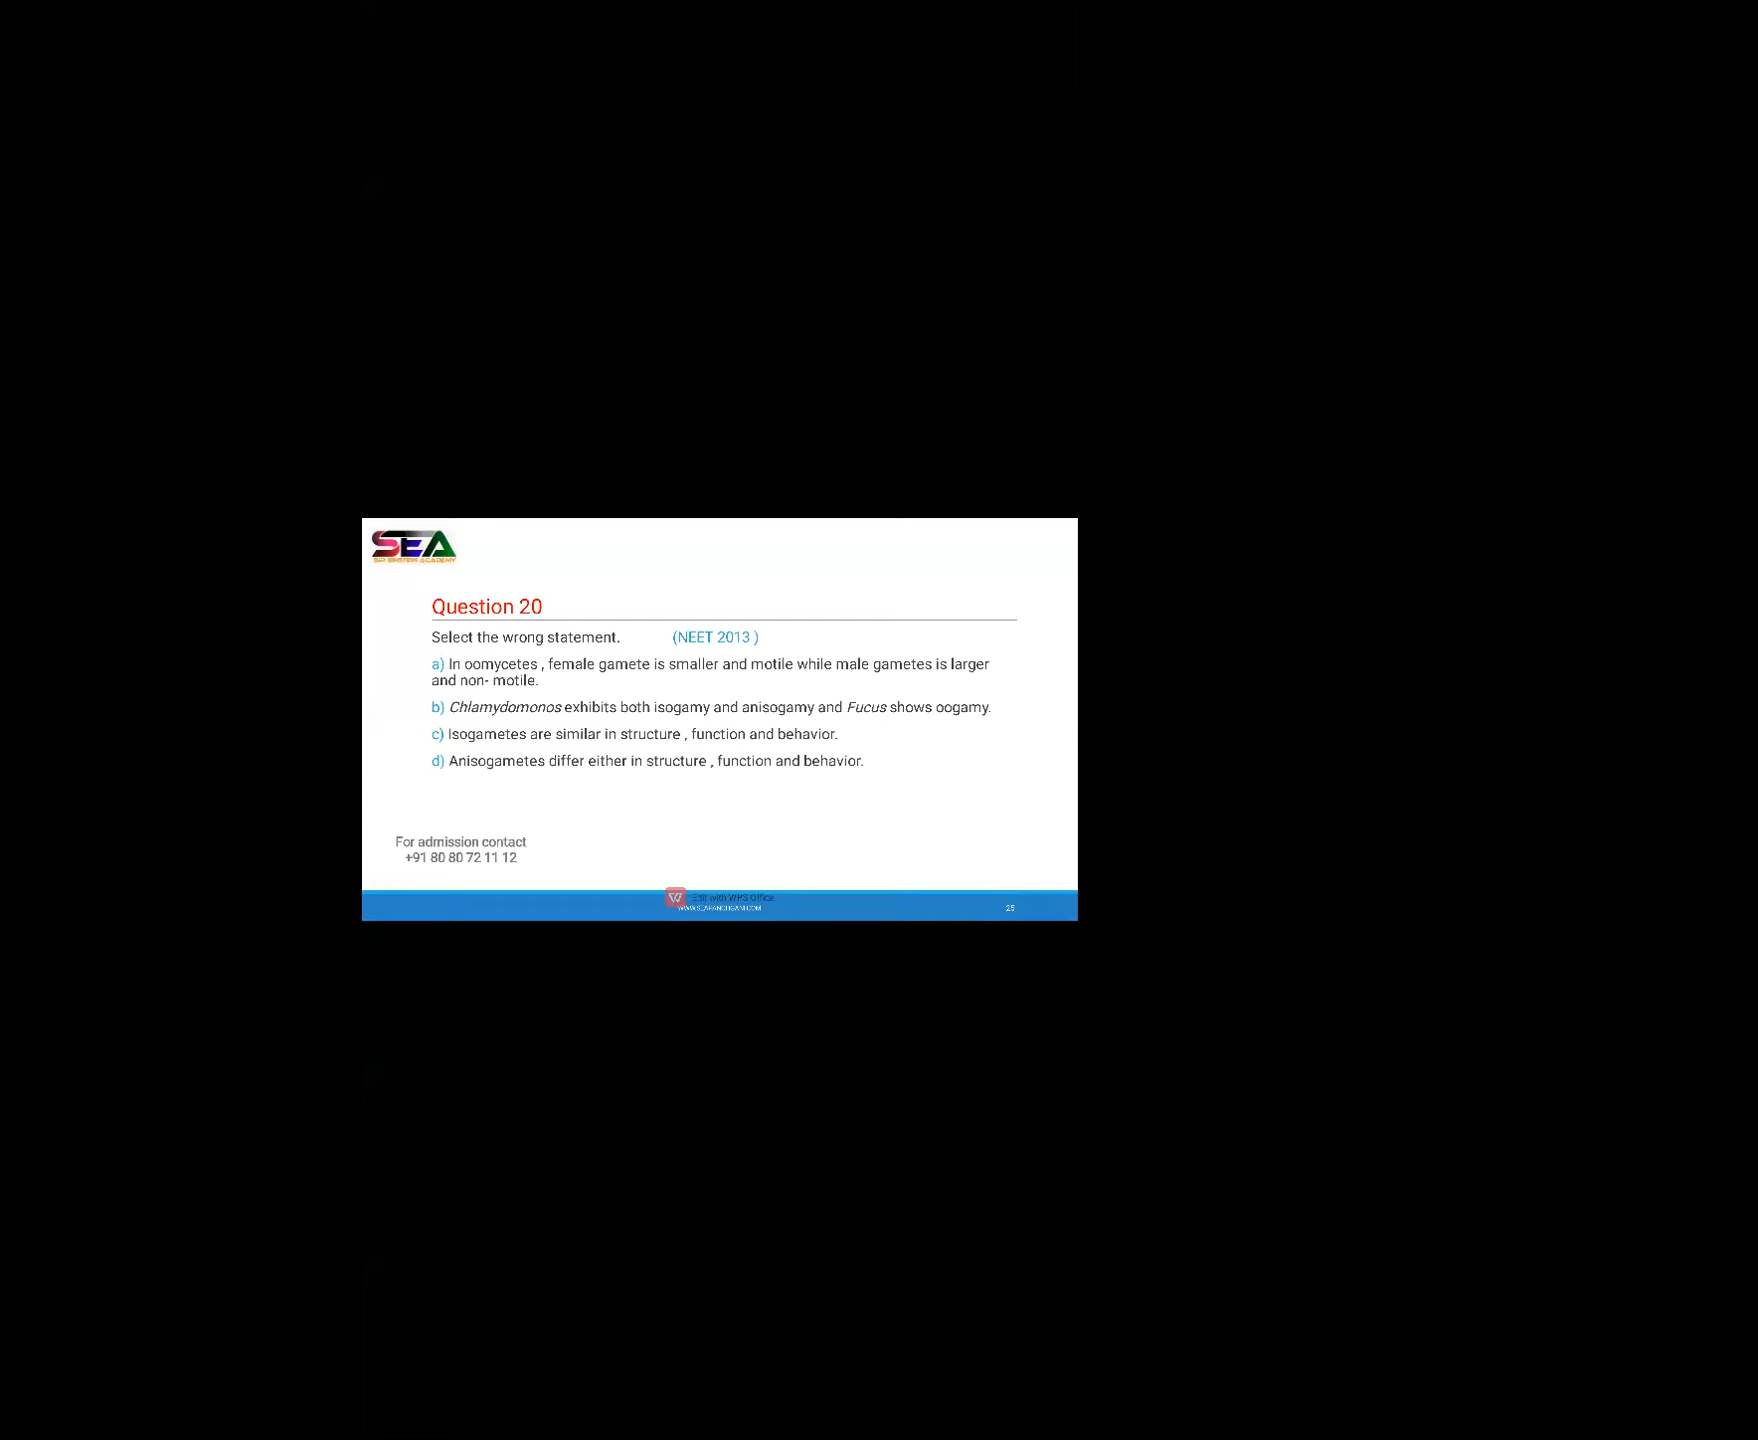 SEA
Question 20
Select the wrong statement. (NEET 2013 )
a) In oomycetes , female gamete is smaller and motile while male gametes is larger
and non- motile.
b) Chlamydomonos exhibits both isogamy and anisogamy and Fucus shows oogamy.
c) Isogametes are similar in structure , function and behavior.
d) Anisogametes differ either in structure , function and behavior.
For admission contact
+91 80 80 72 11 12
Edit with WPS Office
25